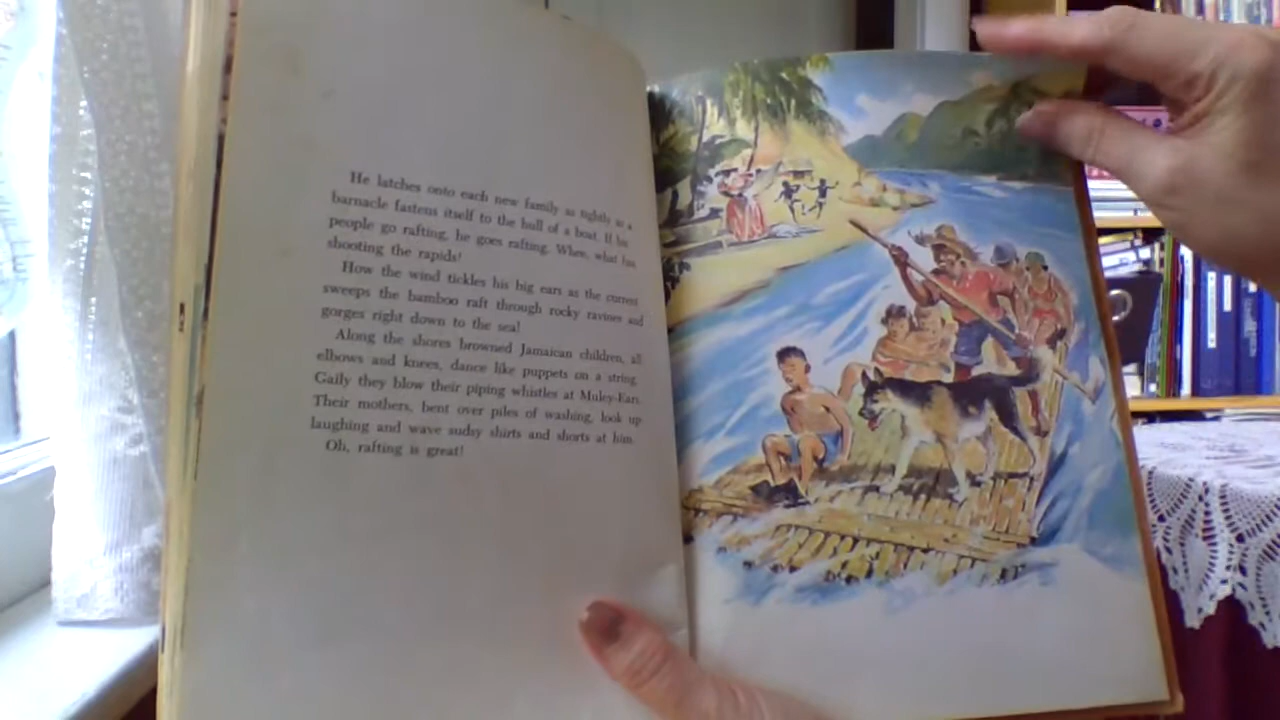 He latches onto each new family as tightly as a
barnacle fastens itself to the hull of a boat. If his
people go rafting, he goes rafting. Whee, what fun
shooting the rapids!
How the wind tickles his big ears as the current
sweeps the bamboo raft through rocky ravines and
gorges right down to the sea!
Along the shores browned Jamaican children, all
elbows and knees, dance like puppets on a string.
Gaily they blow their piping whistles at Muley-Ears.
Their mothers, bent over piles of washing, look up
laughing and wave sudsy shirts and shorts at him.
Oh, rafting is great!